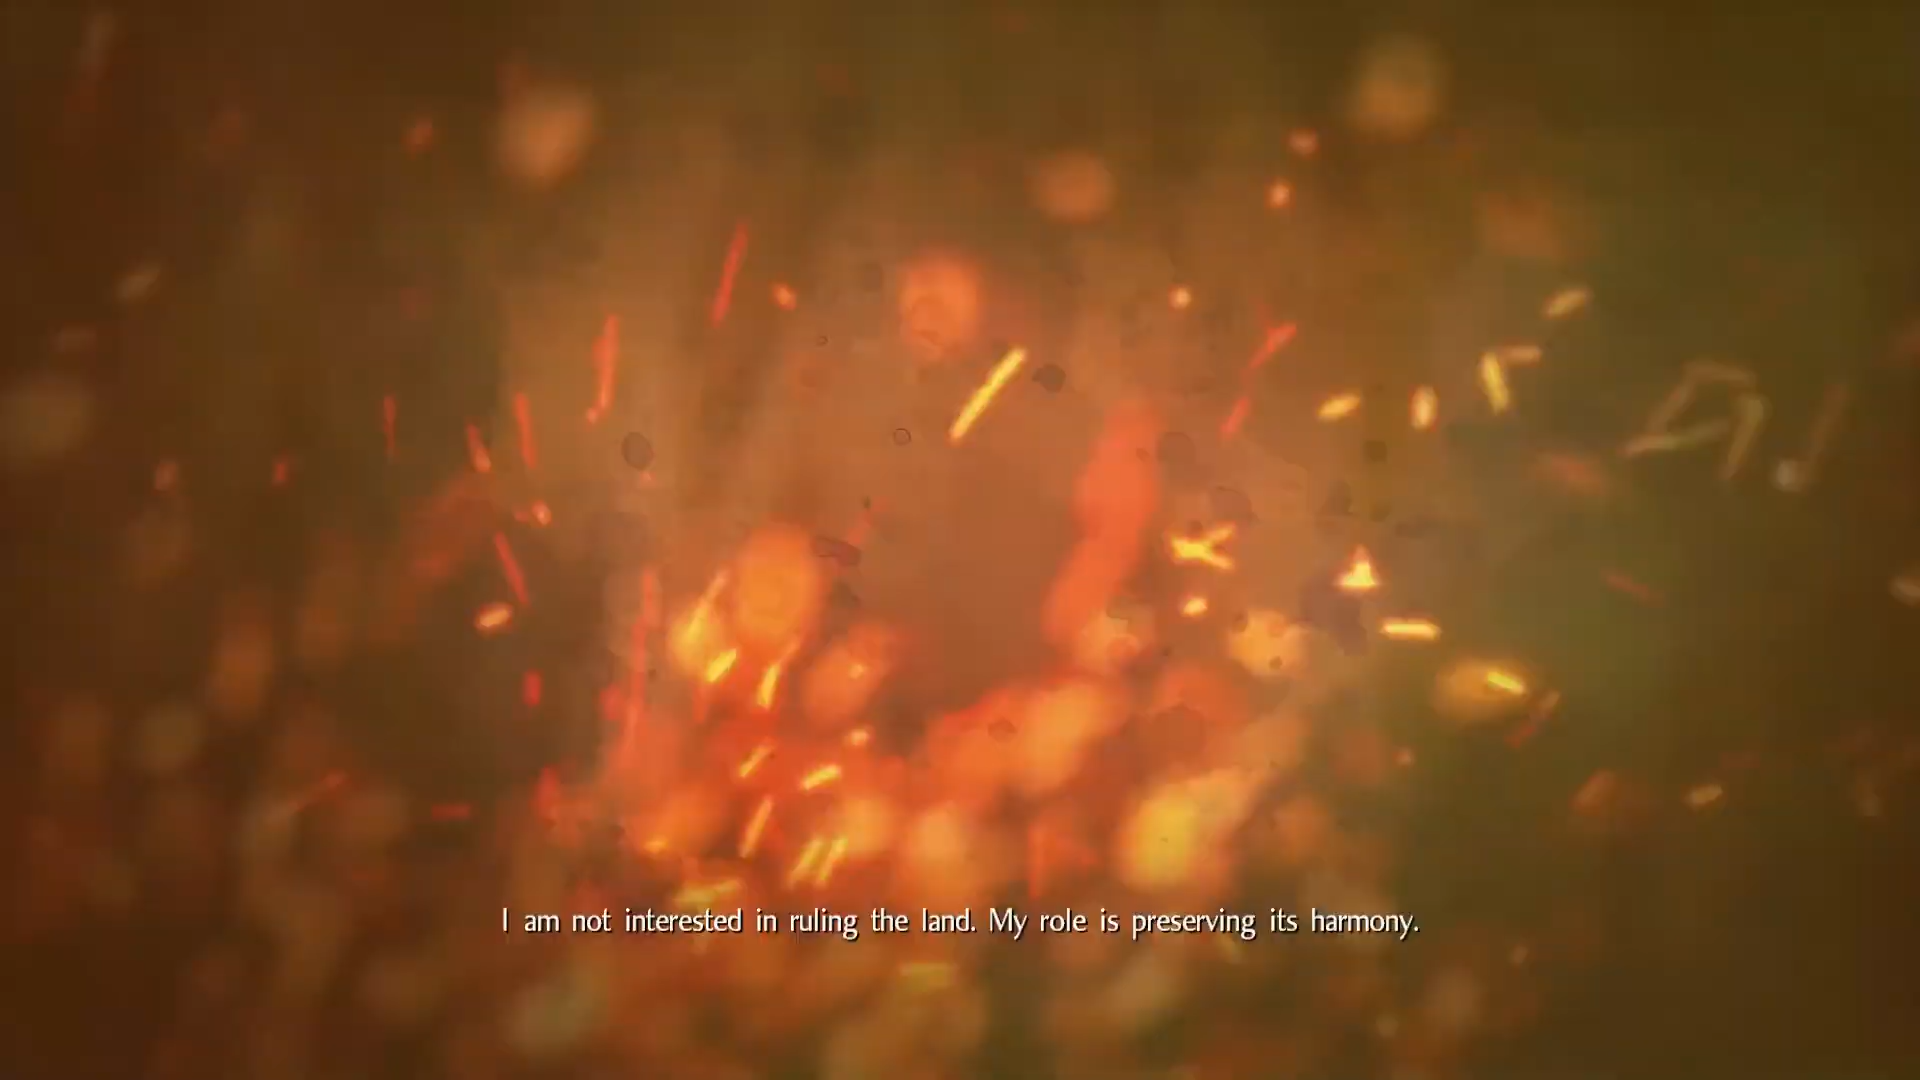 I am not interested in ruling the land. My role is preserving its harmony.